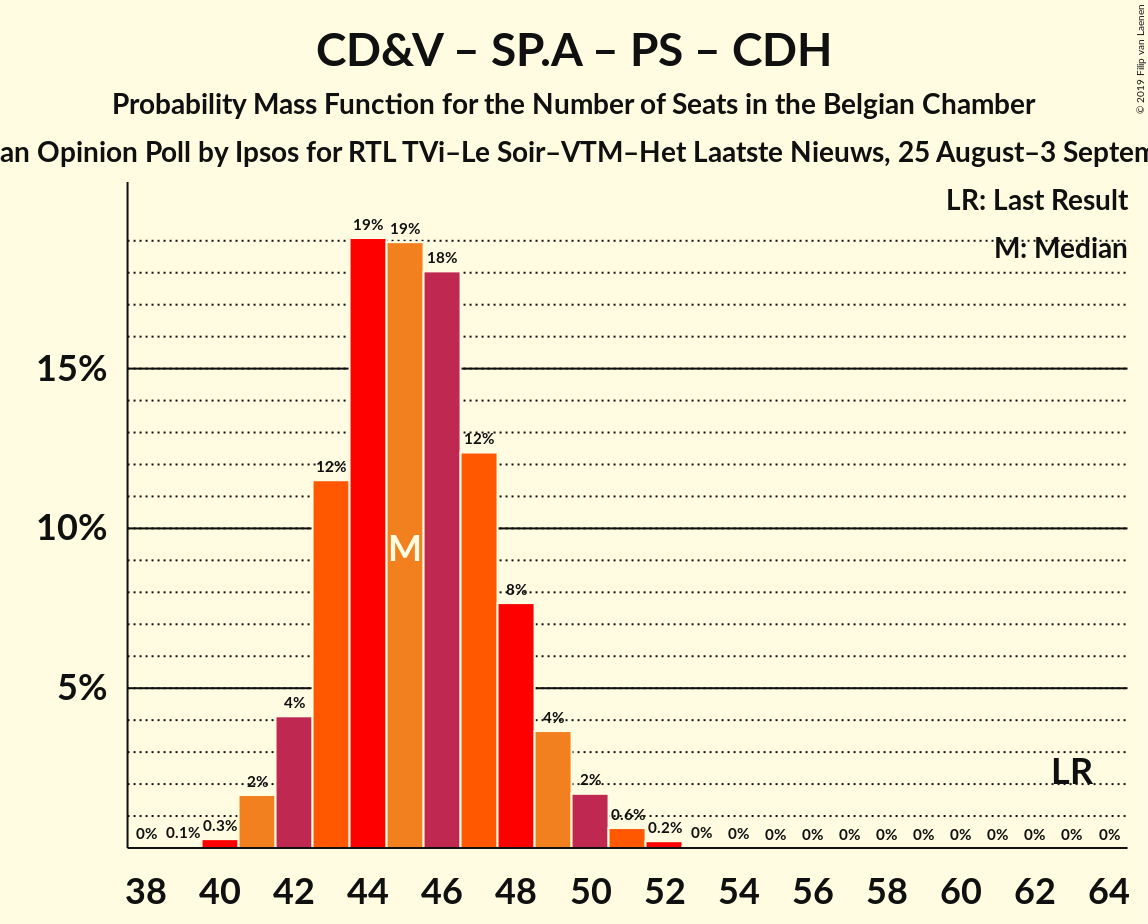 © 2019 Filip van Laenen
CD&V – SP.A – PS – CDH
Probability Mass Function for the Number of Seats in the Belgian Chamber
an Opinion Poll by Ipsos for RTL TVi–Le Soir–VTM–Het Laatste Nieuws, 25 August–3 Septem
LR: Last Result
M: Median
19%
19%
18%
15%
12%
12%
10%
M
8%
5%
4%
4%
LR
2%
2%
0% 0.1% 0.3% 0.6% 0.2% 0% 0% 0% 0% 0% 0% 0% 0% 0% 0% 0% 0%
38 40 42 44 46 48 50 52 54 56 58 60 62 64